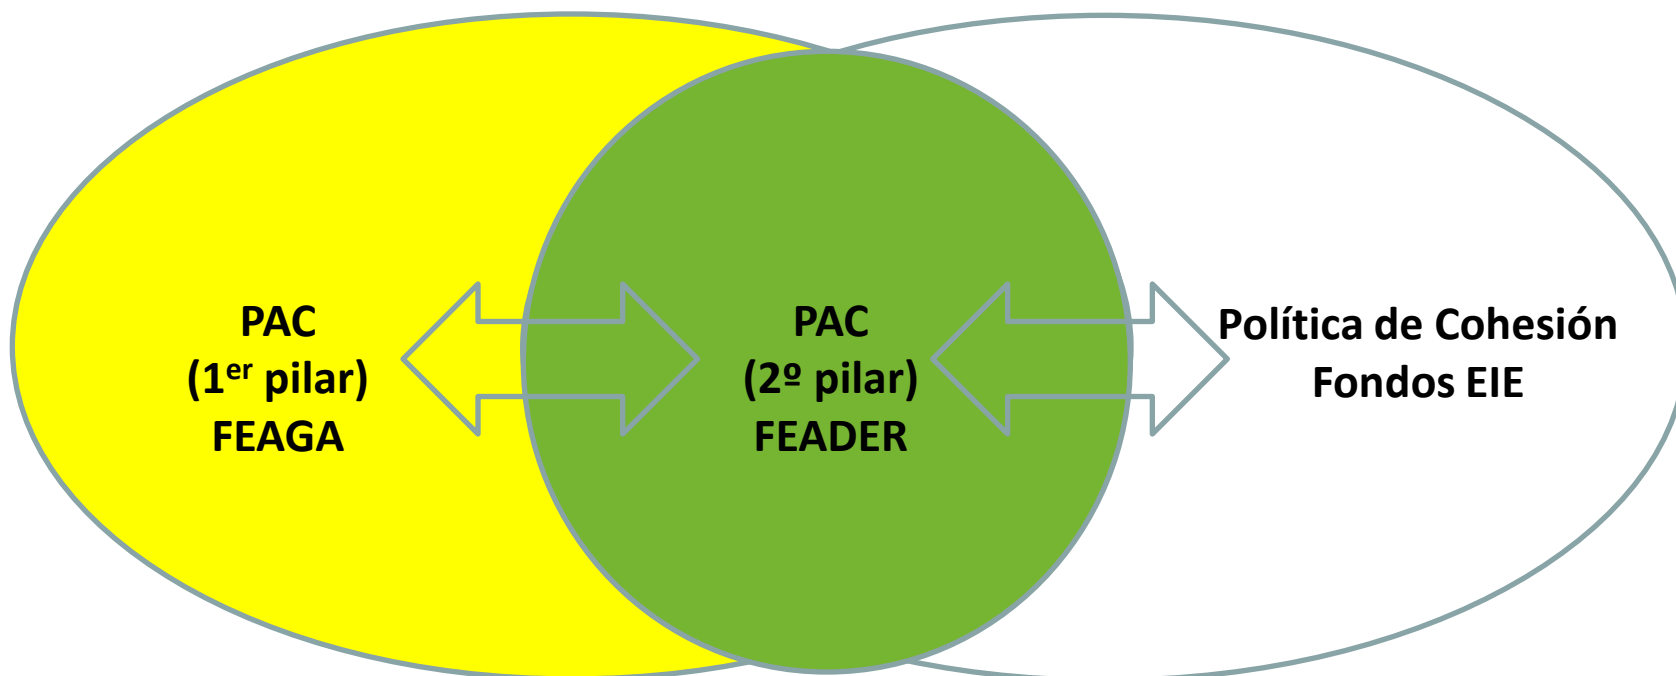 PAC
(1er pilar)
FEAGA
PAC
(2º pilar)
FEADER
Política de Cohesión
Fondos EIE